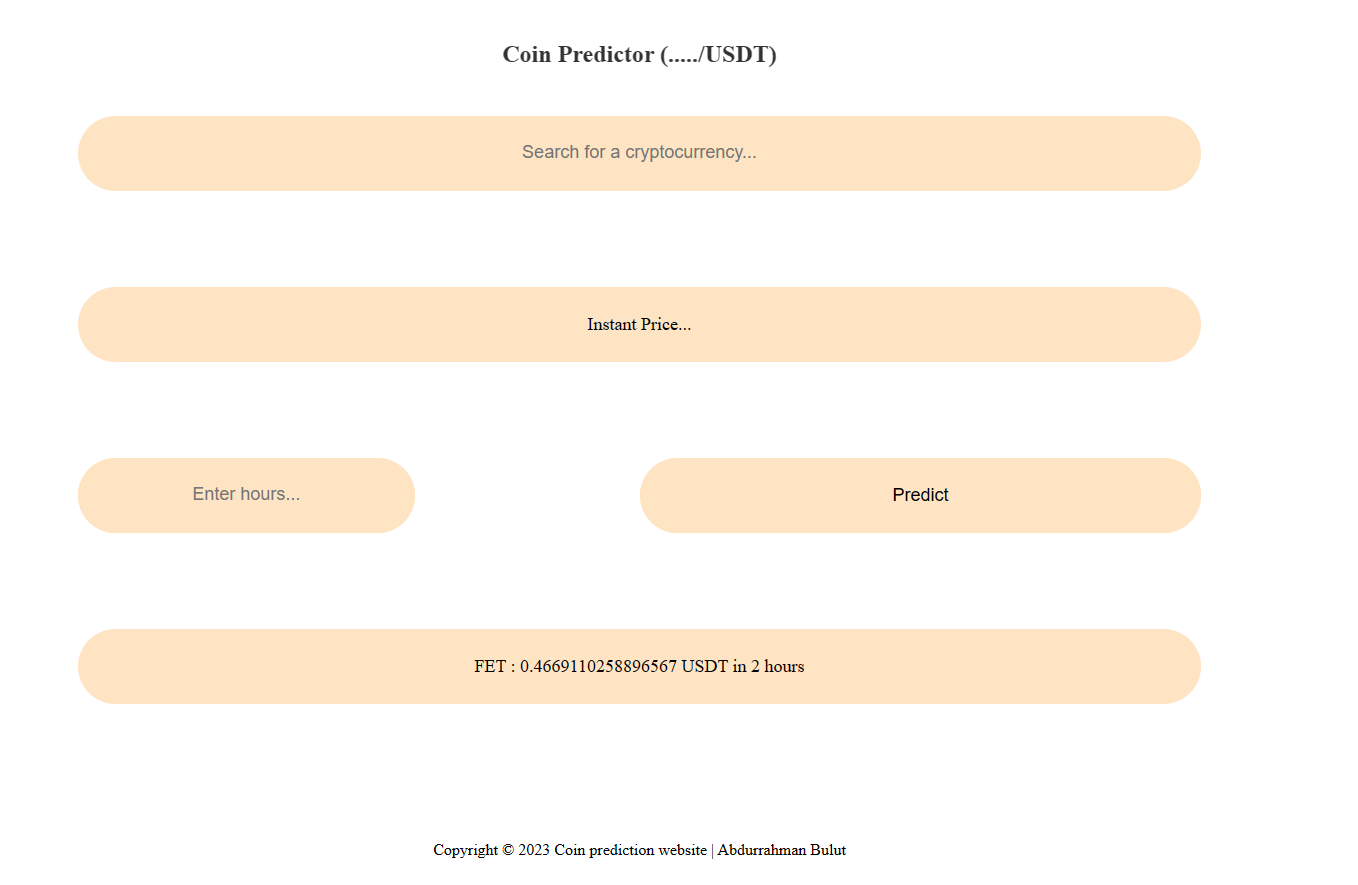 Coin Predictor (...../USDT)
Search for a cryptocurrency...
Instant Price...
Enter hours...
Predict
FET : 0.4669110258896567 USDT in 2 hours
Copyright © 2023 Coin prediction website | Abdurrahman Bulut